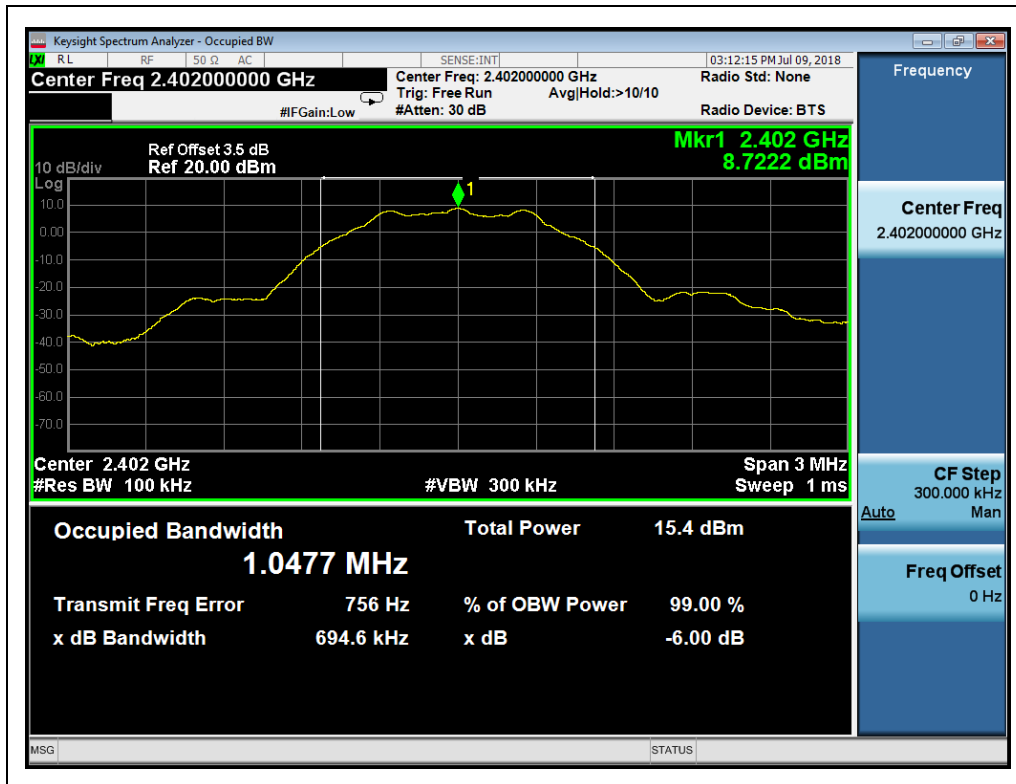 Keysight Spectrum Analyzer - Occupied BW
LXI RL RF 50 Ω AC SENSE:INT 03:12:15 PM Jul 09, 2018
Center Freq 2.402000000 GHz
Center Freq: 2.402000000 GHz
Radio Std: None
Trig: Free Run Avg|Hold:>10/10
#IFGain:Low
#Atten: 30 dB
Radio Device: BTS
Ref Offset 3.5 dB
10 dB/div Ref 20.00 dBm
Mkr1 2.402 GHz
8.7222 dBm
Log
1
10.0
0.00
-10.0
-20.0
-30.0
-40.0
-50.0
-60.0
-70.0
Center 2.402 GHz Span 3 MHz
#Res BW 100 kHz #VBW 300 kHz Sweep 1 ms
Occupied Bandwidth Total Power 15.4 dBm
1.0477 MHz
Transmit Freq Error 756 Hz % of OBW Power 99.00 %
x dB Bandwidth 694.6 kHz x dB -6.00 dB
MSG STATUS
Frequency
Center Freq
2.402000000 GHz
CF Step
300.000 kHz
Auto Man
Freq Offset
0 Hz